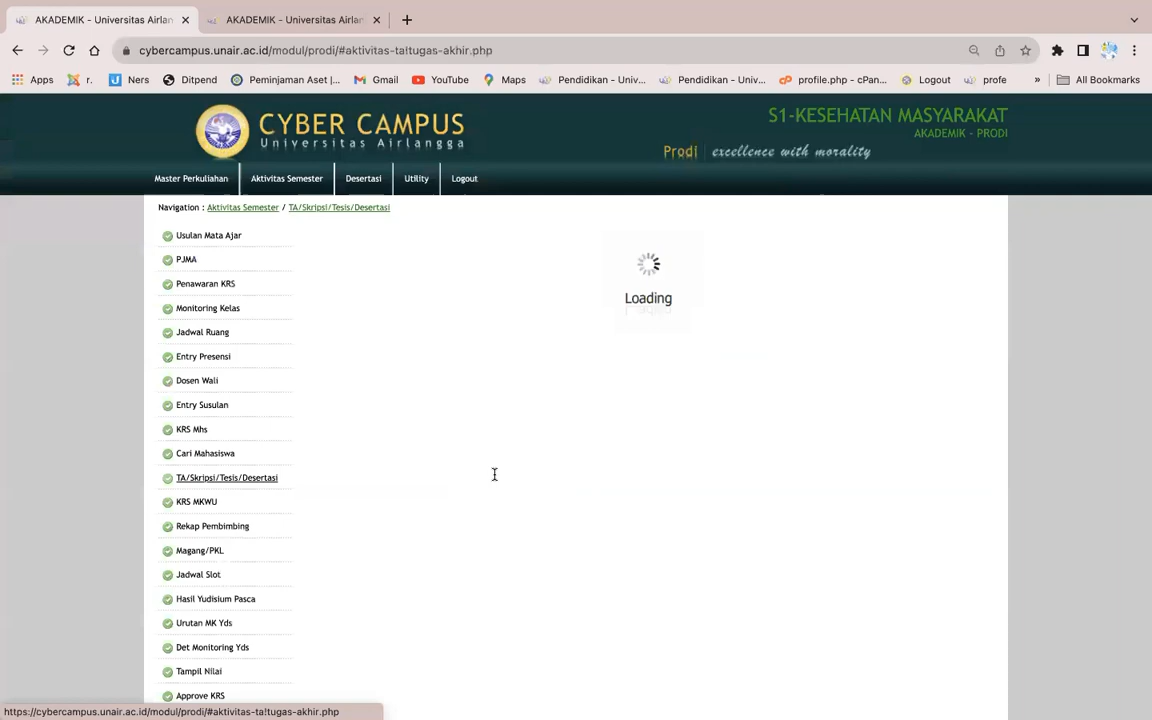 AKADEMIK - Universitas Airlan
AKADEMIK - Universitas Airlan
cybercampus.unair.ac.id/modul/prodi/#aktivitas-ta!tugas-akhir.php
Apps
r.
Ners
Ditpend
Peminjaman Aset |...
Gmail
YouTube
Maps
Pendidikan - Univ...
Pendidikan - Univ...
profile.php - cPan...
Logout
profe
»
All Bookmarks
CYBER CAMPUS
Universitas Airlangga
S1-KESEHATAN MASYARAKAT
AKADEMIK - PRODI
Prodi | excellence with morality
Master Perkuliahan
Aktivitas Semester
Desertasi
Utility
Logout
Navigation : Aktivitas Semester / TA/Skripsi/Tesis/Desertasi
Usulan Mata Ajar
PJMA
Penawaran KRS
Monitoring Kelas
Jadwal Ruang
Entry Presensi
Dosen Wali
Entry Susulan
KRS Mhs
Cari Mahasiswa
TA/Skripsi/Tesis/Desertasi
KRS MKWU
Rekap Pembimbing
Magang/PKL
Jadwal Slot
Hasil Yudisium Pasca
Urutan MK Yds
Det Monitoring Yds
Tampil Nilai
Approve KRS
Loading
https://cybercampus.unair.ac.id/modul/prodi/#aktivitas-ta!tugas-akhir.php